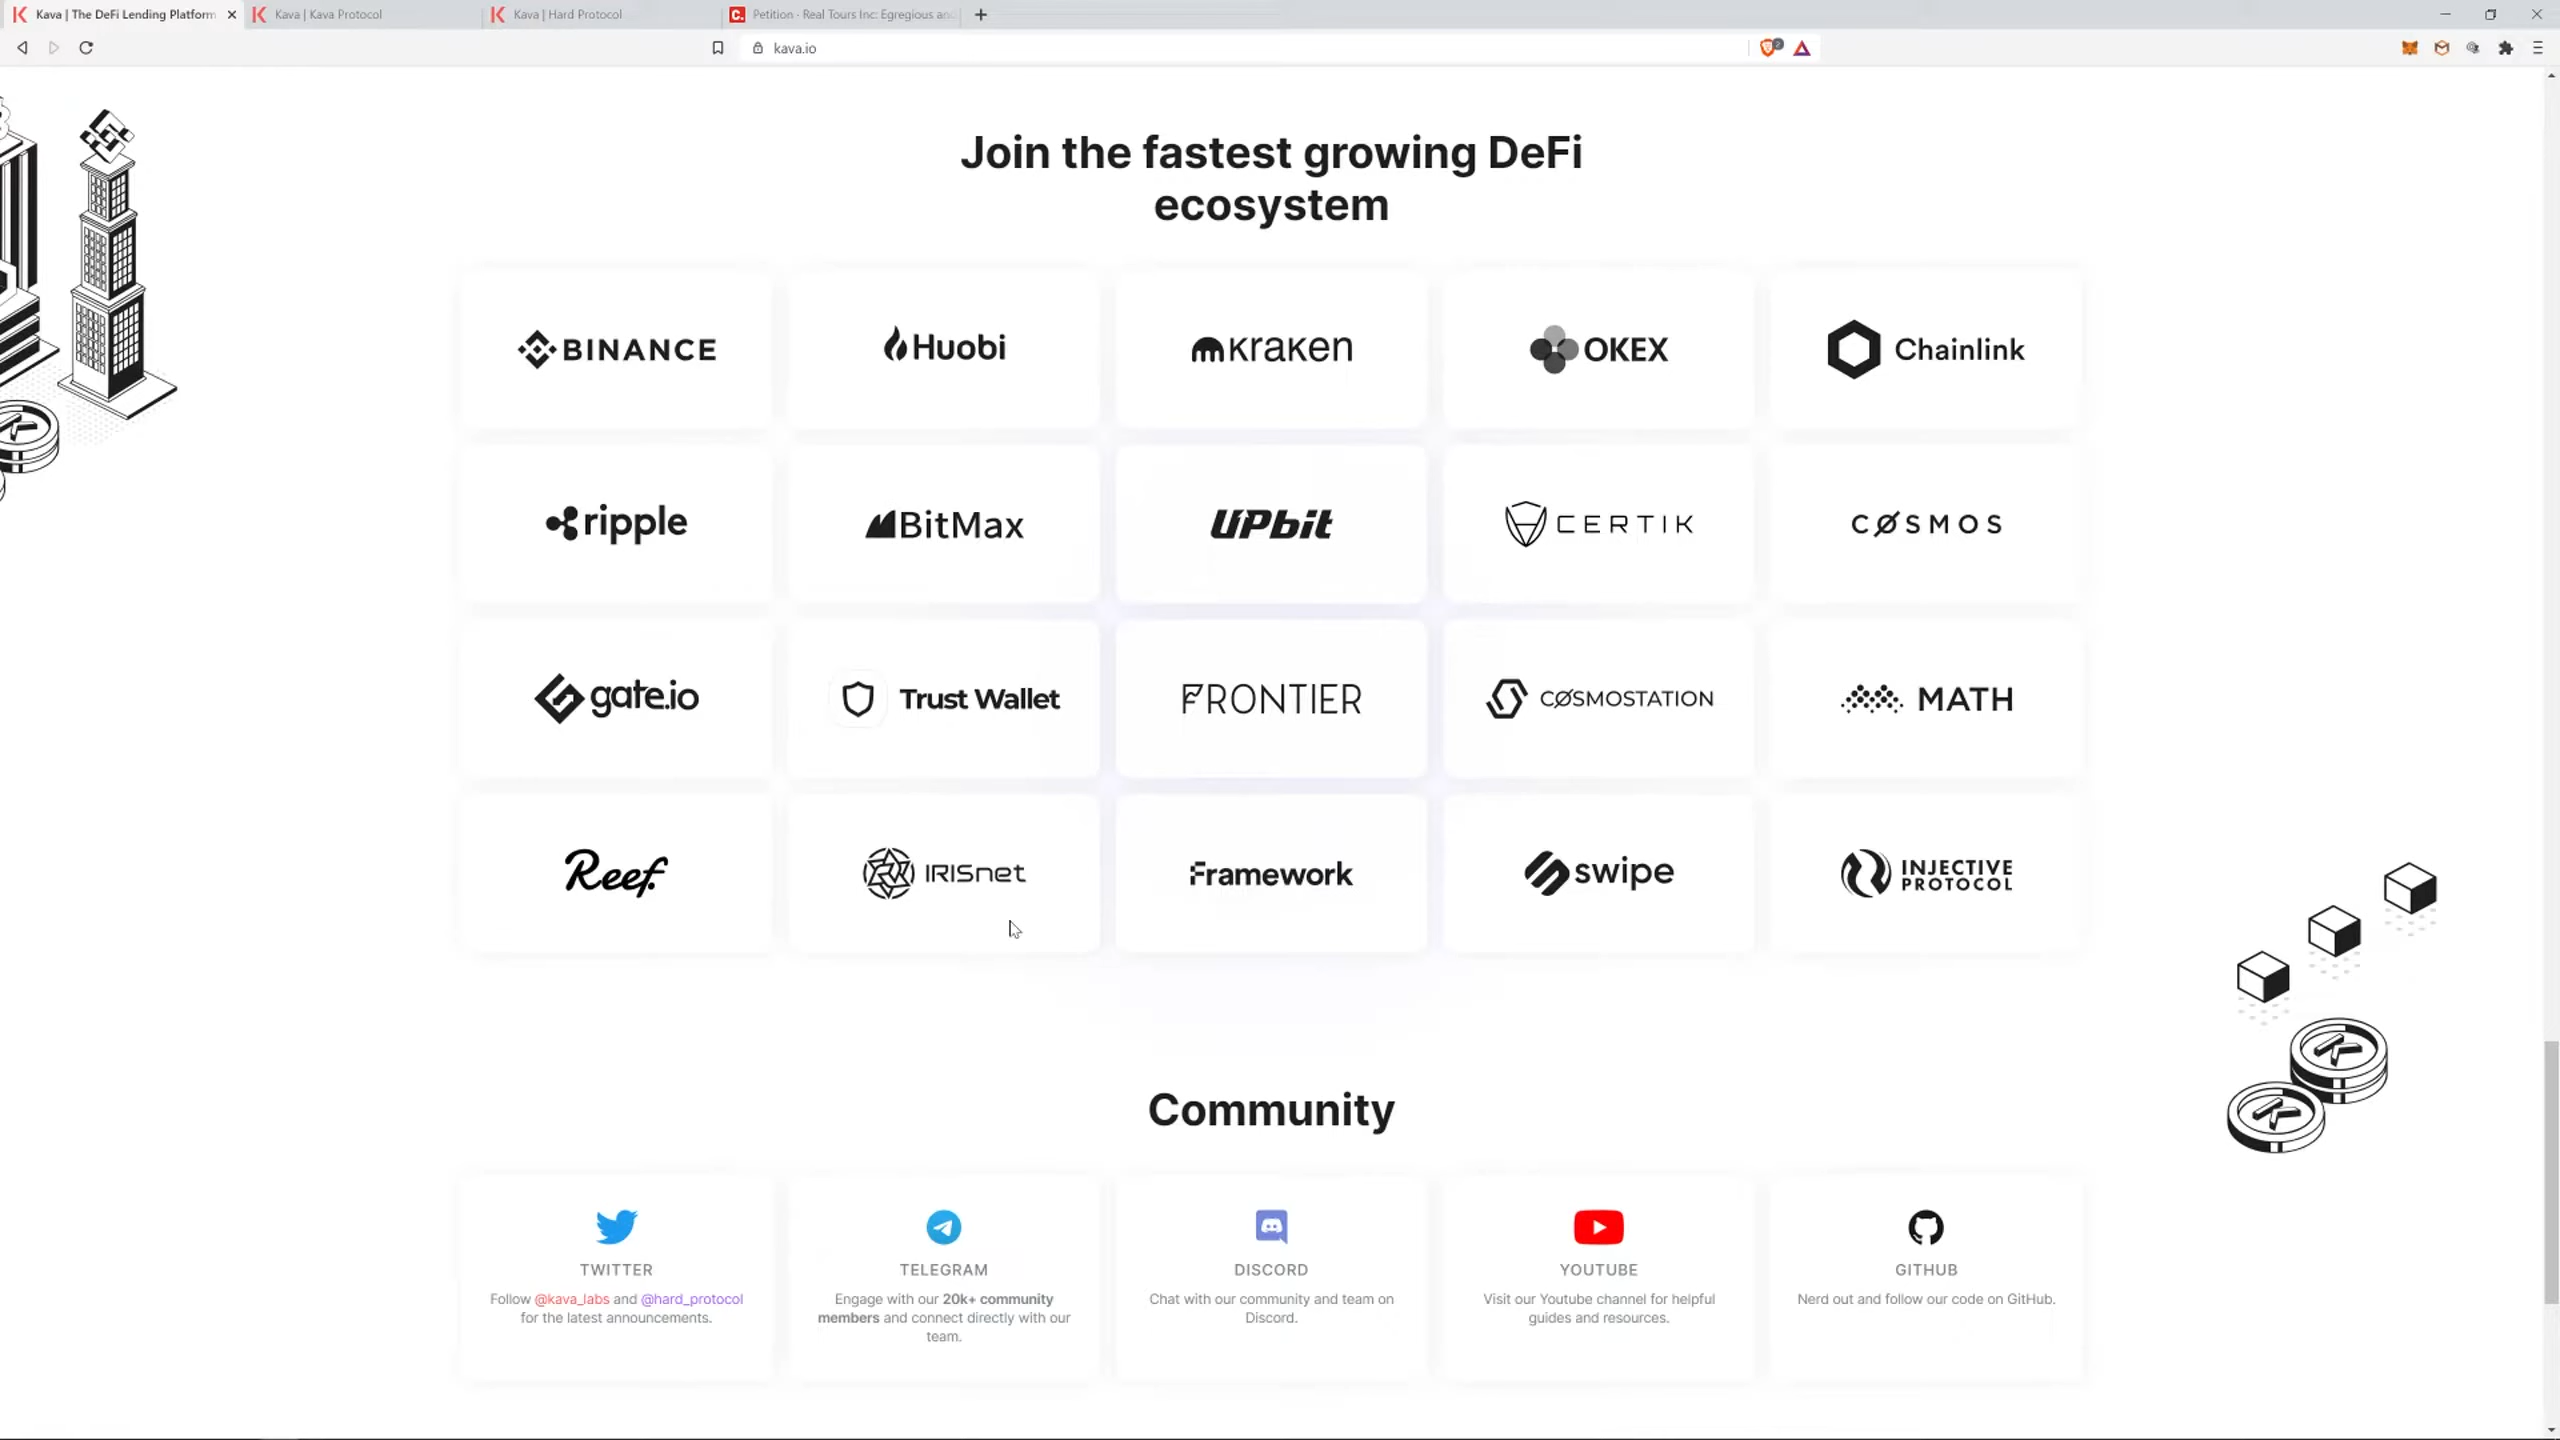 Kava | The DeFi Lending Platform
Kava | Kava Protocol
Kava | Hard Protocol
Petition · Real Tours Inc: Egregious and
kava.io
2
Join the fastest growing DeFi
ecosystem
BINANCE
Huobi
kraken
OKEX
Chainlink
ripple
BitMax
UPbit
CERTIK
CØSMOS
gate.io
Trust Wallet
FRONTIER
CØSMOSTATION
MATH
Reef.
IRISnet
Framework
swipe
INJECTIVE
PROTOCOL
Community
TWITTER
Follow @kava_labs and @hard_protocol
for the latest announcements.
TELEGRAM
Engage with our 20k+ community
members and connect directly with our
team.
DISCORD
Chat with our community and team on
Discord.
YOUTUBE
Visit our Youtube channel for helpful
guides and resources.
GITHUB
Nerd out and follow our code on GitHub.